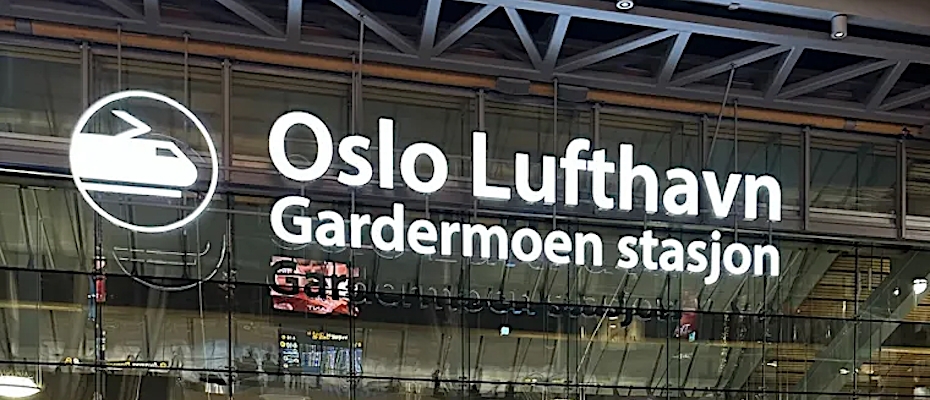 Oslo Lufthavn
Gardermoen stasjon